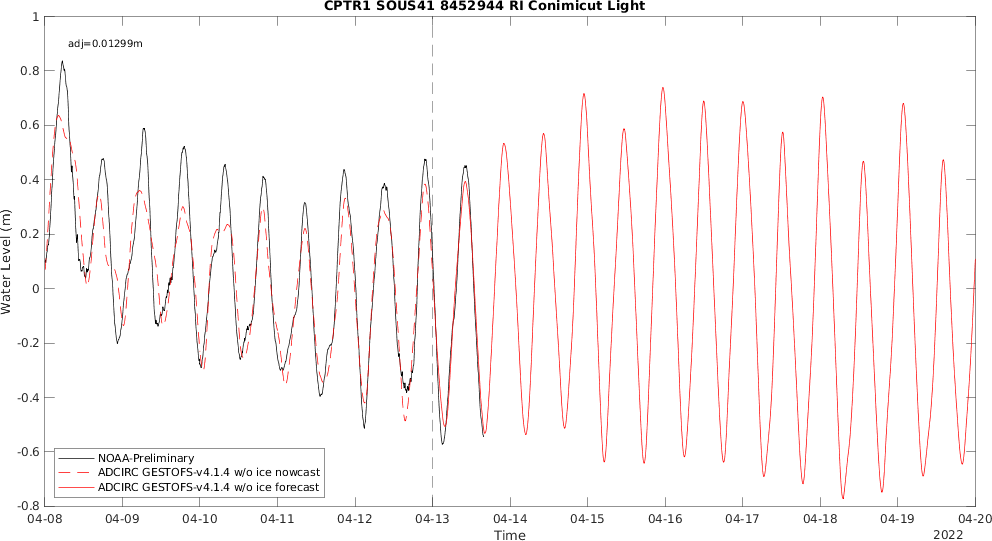 CPTR1 SOUS41 8452944 RI Conimicut Light
adj=0.01299m
1
0.8
0.6
0.4
0.2
0
-0.2
-0.4
-0.6
-0.8
Water Level (m)
NOAA-Preliminary
ADCIRC GESTOFS-v4.1.4 w/o ice nowcast
ADCIRC GESTOFS-v4.1.4 w/o ice forecast
04-08 04-09 04-10 04-11 04-12 04-13 04-14 04-15 04-16 04-17 04-18 04-19 04-20
Time
2022